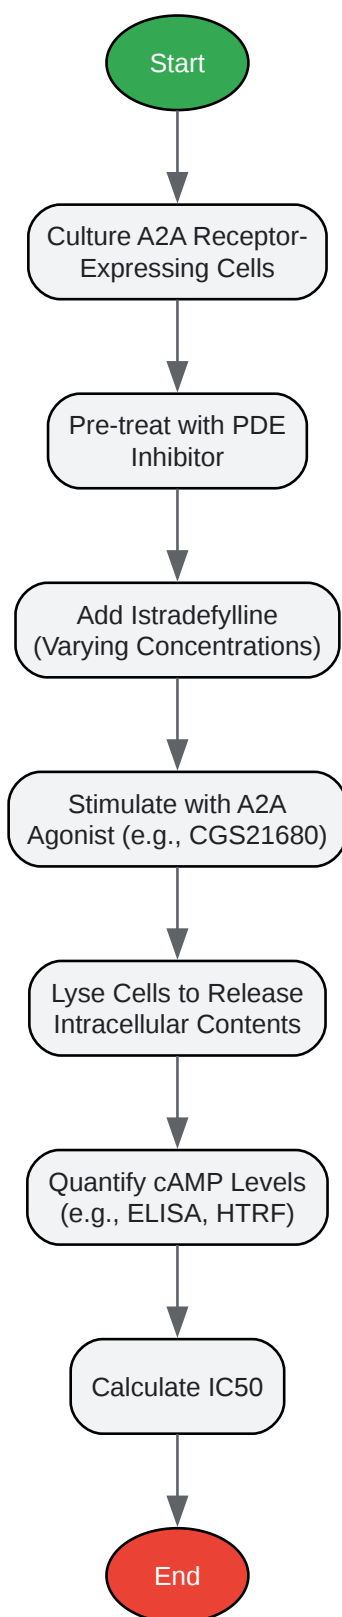 Start
Culture A2A Receptor-
Expressing Cells
Pre-treat with PDE
Inhibitor
Add Istradefylline
(Varying Concentrations)
Stimulate with A2A
Agonist (e.g., CGS21680)
Lyse Cells to Release
Intracellular Contents
Quantify cAMP Levels
(e.g., ELISA, HTRF)
Calculate IC50
End